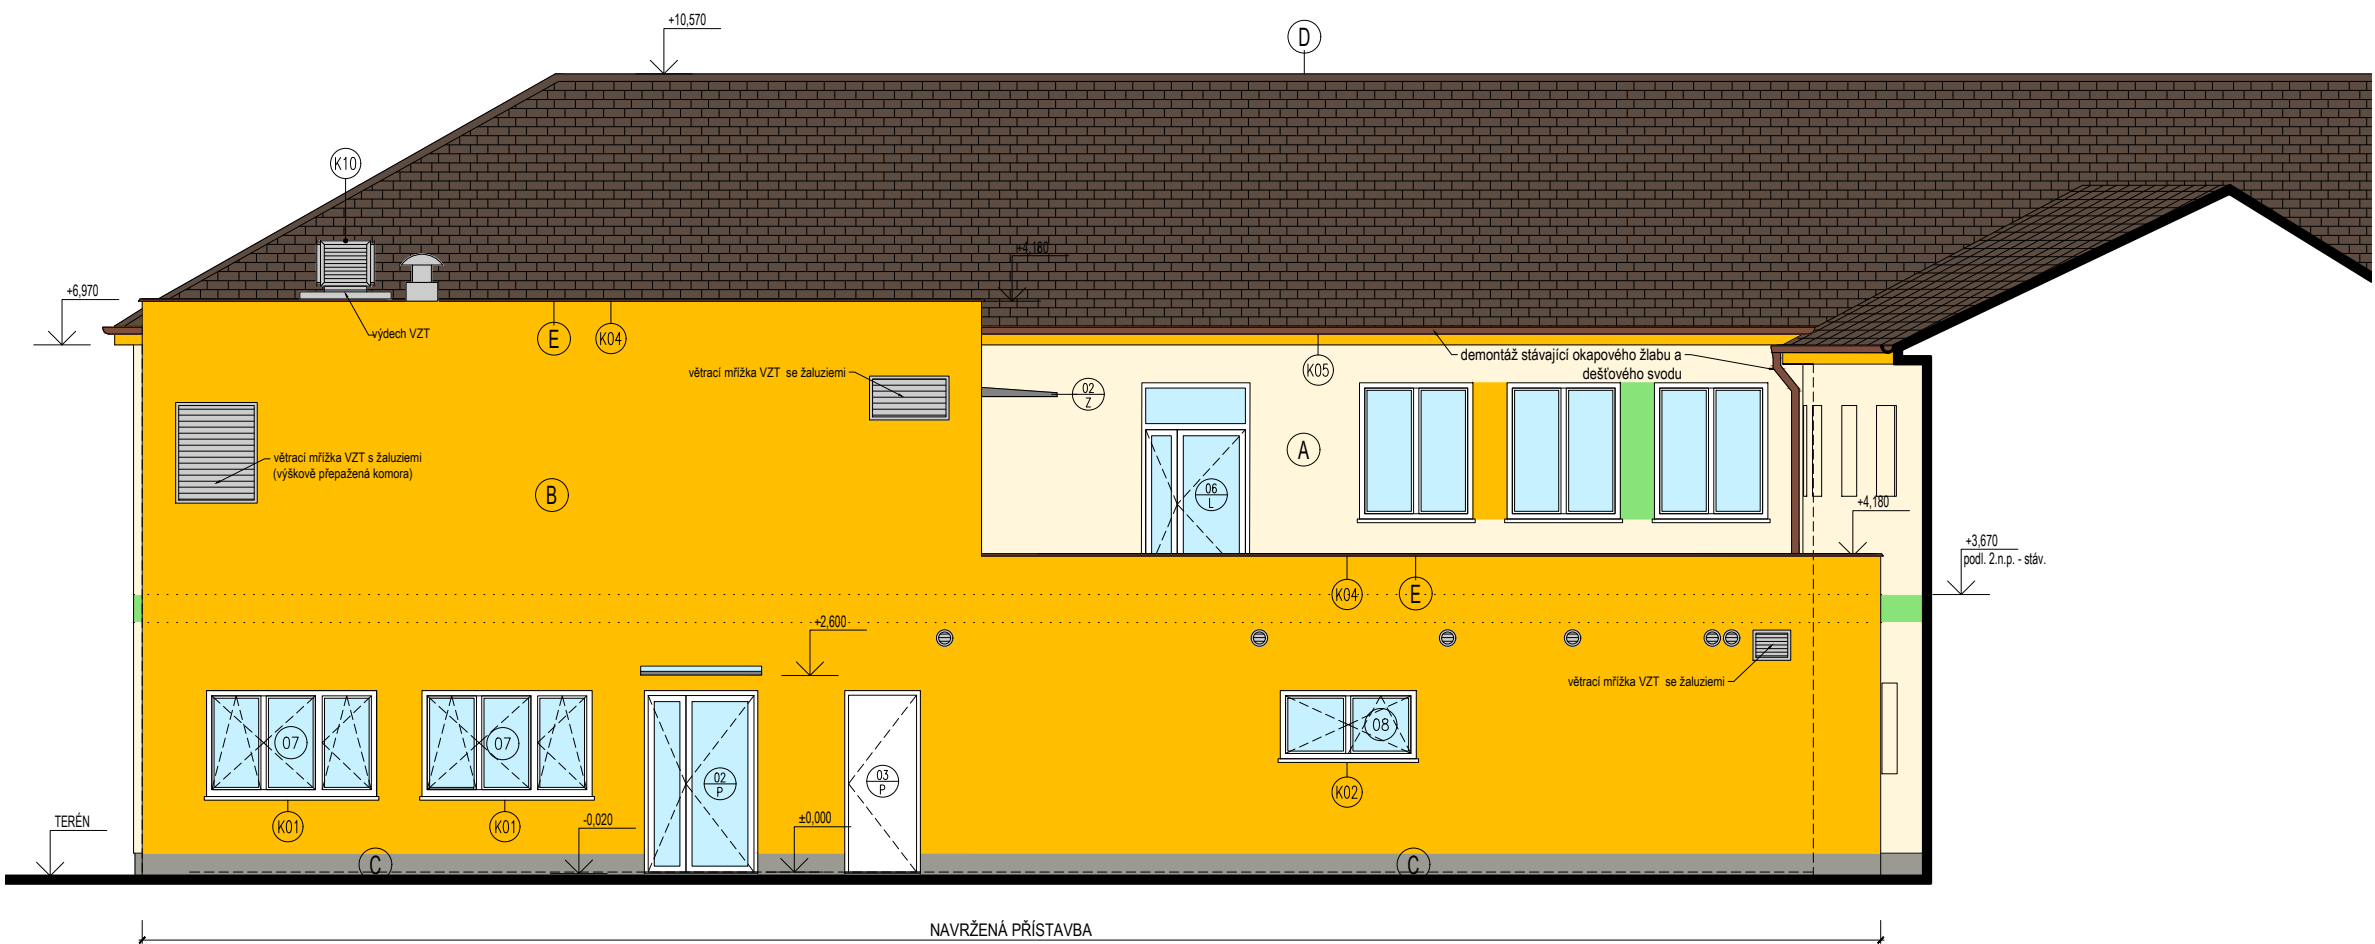 +10,570
D
K10
+4,180
+6,970
výdech VZT
E
K04
větrací mřížka VZT  se žaluziemi
02
Z
K05
demontáž stávající okapového žlabu a
dešťového svodu
A
větrací mřížka VZT s žaluziemi
(výškově přepažená komora)
B
06
L
+4,180
+3,670
podl. 2.n.p. - stáv.
K04
E
+2,600
větrací mřížka VZT  se žaluziemi
07
07
02
P
03
P
08
K02
K01
K01
TERÉN
-0,020
±0,000
C
C
NAVRŽENÁ PŘÍSTAVBA